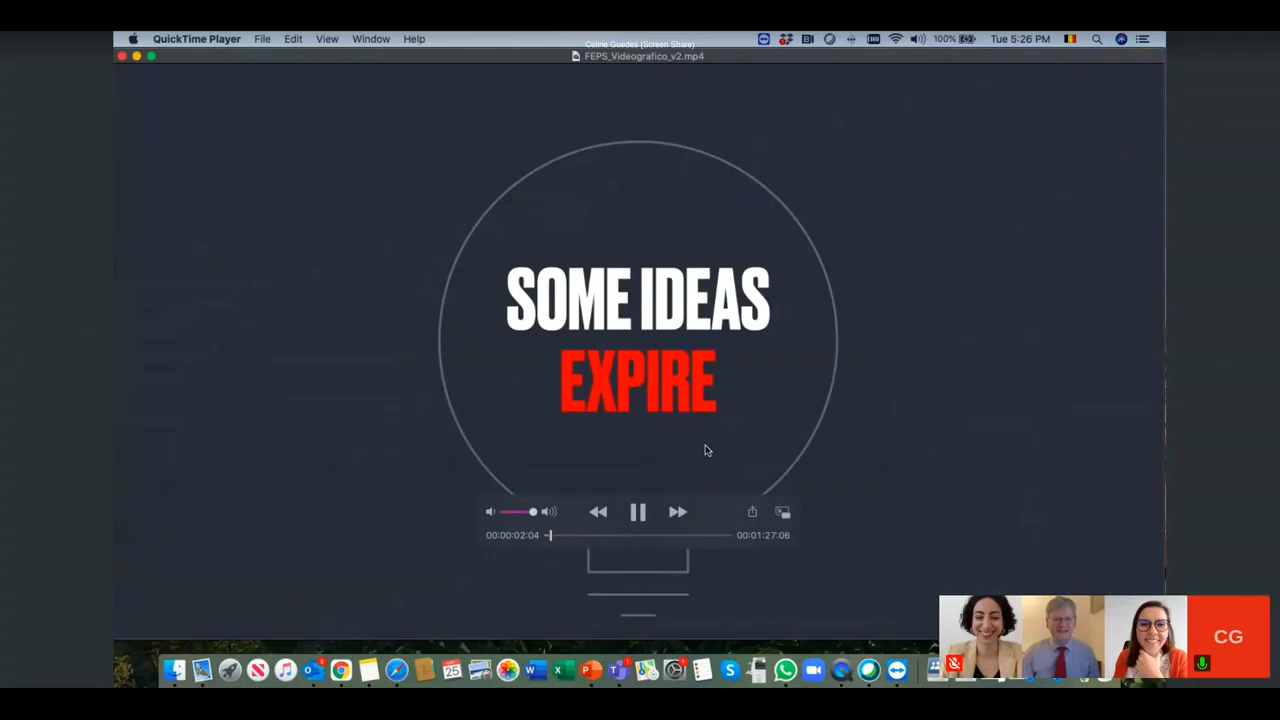 QuickTime Player File Edit View Window Help
Celine Guedes (Screen Share)
100% Tue 5:26 PM
FEPS_Videografico_v2.mp4
SOME IDEAS
EXPIRE
00:00:02:04 00:01:27:06
CG
25